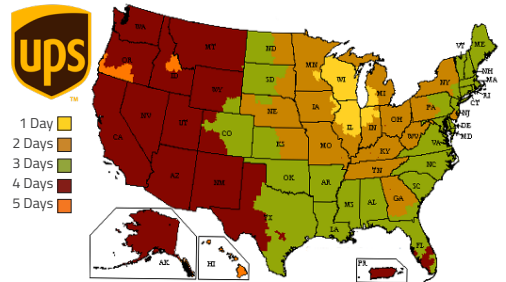 ups
TM
1 Day
2 Days
3 Days
4 Days
5 Days
WA
OR
ID
MT
WY
NV
CA
UT
AZ
NM
CO
ND
SD
NE
KS
OK
TX
MN
IA
MO
AR
LA
WI
IL
MI
IN
OH
KY
TN
MS
AL
GA
FL
SC
NC
VA
WV
PA
NY
VT
ME
NH
MA
RI
CT
NJ
DE
MD
AK
HI
PR